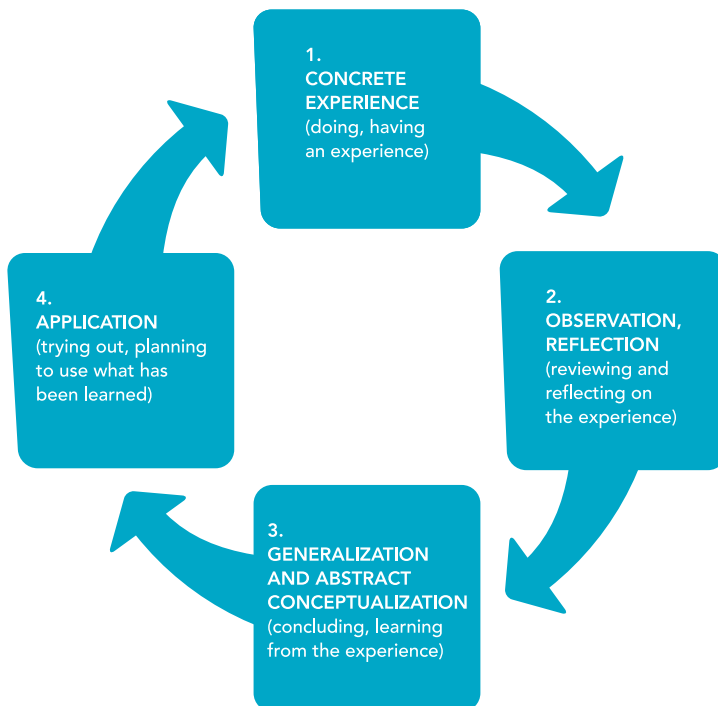 1.
CONCRETE
EXPERIENCE
(doing, having
an experience)
2.
OBSERVATION,
REFLECTION
(reviewing and
reflecting on
the experience)
3.
GENERALIZATION
AND ABSTRACT
CONCEPTUALIZATION
(concluding, learning
from the experience)
4.
APPLICATION
(trying out, planning
to use what has
been learned)